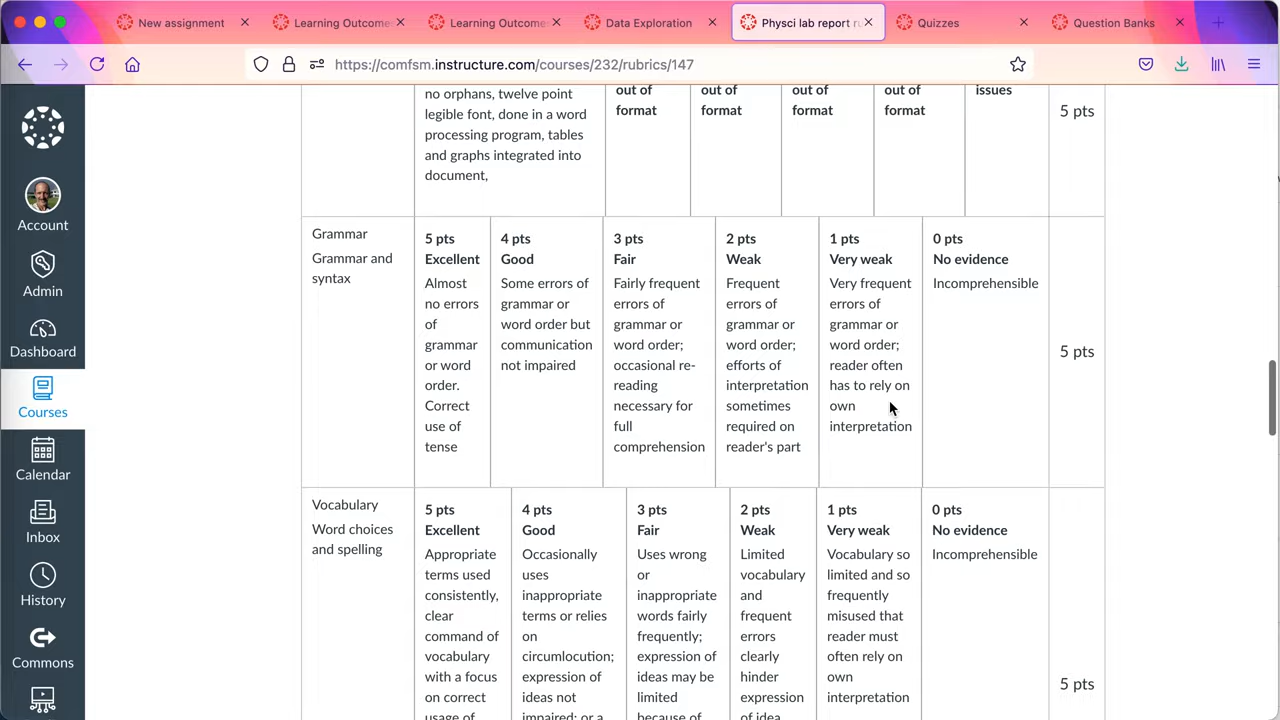 New assignment
Learning Outcome
Learning Outcome
Data Exploration
Physci lab report ru
Quizzes
Question Banks
https://comfsm.instructure.com/courses/232/rubrics/147
Account
Admin
Dashboard
Courses
Calendar
Inbox
History
Commons
no orphans, twelve point
legible font, done in a word
processing program, tables
and graphs integrated into
document,
out of
format
out of
format
out of
format
out of
format
issues
5 pts
Grammar
Grammar and
syntax
5 pts
Excellent
Almost
no errors
of
grammar
or word
order.
Correct
use of
tense
4 pts
Good
Some errors of
grammar or
word order but
communication
not impaired
3 pts
Fair
Fairly frequent
errors of
grammar or
word order;
occasional re-
reading
necessary for
full
comprehension
2 pts
Weak
Frequent
errors of
grammar or
word order;
efforts of
interpretation
sometimes
required on
reader's part
1 pts
Very weak
Very frequent
errors of
grammar or
word order;
reader often
has to rely on
own
interpretation
0 pts
No evidence
Incomprehensible
5 pts
Vocabulary
Word choices
and spelling
5 pts
Excellent
Appropriate
terms used
consistently,
clear
command of
vocabulary
with a focus
on correct
usage of
4 pts
Good
Occasionally
uses
inappropriate
terms or relies
on
circumlocution;
expression of
ideas not
impaired; or a
3 pts
Fair
Uses wrong
or
inappropriate
words fairly
frequently;
expression of
ideas may be
limited
because of
2 pts
Weak
Limited
vocabulary
and
frequent
errors
clearly
hinder
expression
of idea
1 pts
Very weak
Vocabulary so
limited and so
frequently
misused that
reader must
often rely on
own
interpretation
0 pts
No evidence
Incomprehensible
5 pts